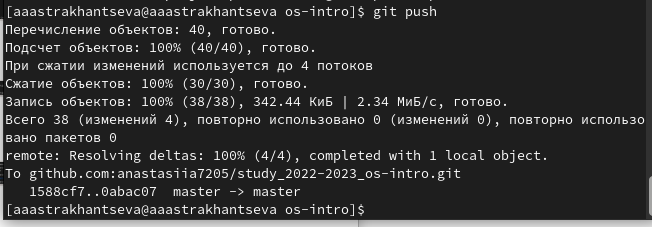 [aaastrakhantseva@aaastrakhantseva os-intro]$ git push
Перечисление объектов: 40, готово.
Подсчет объектов: 100% (40/40), готово.
При сжатии изменений используется до 4 потоков
Сжатие объектов: 100% (30/30), готово.
Запись объектов: 100% (38/38), 342.44 КиБ | 2.34 МиБ/с, готово.
Всего 38 (изменений 4), повторно использовано 0 (изменений 0), повторно использо
вано пакетов 0
remote: Resolving deltas: 100% (4/4), completed with 1 local object.
To github.com:anastasiia7205/study_2022-2023_os-intro.git
   1588cf7..0abac07  master -> master
[aaastrakhantseva@aaastrakhantseva os-intro]$